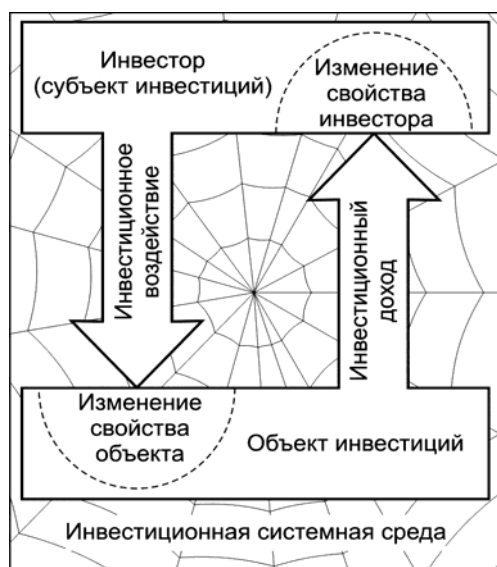 Инвестор
(субъект инвестиций)
Изменение
свойства
инвестора
Инвестиционное
воздействие
Инвестиционный
доход
Изменение
свойства
объекта
Объект инвестиций
Инвестиционная системная среда